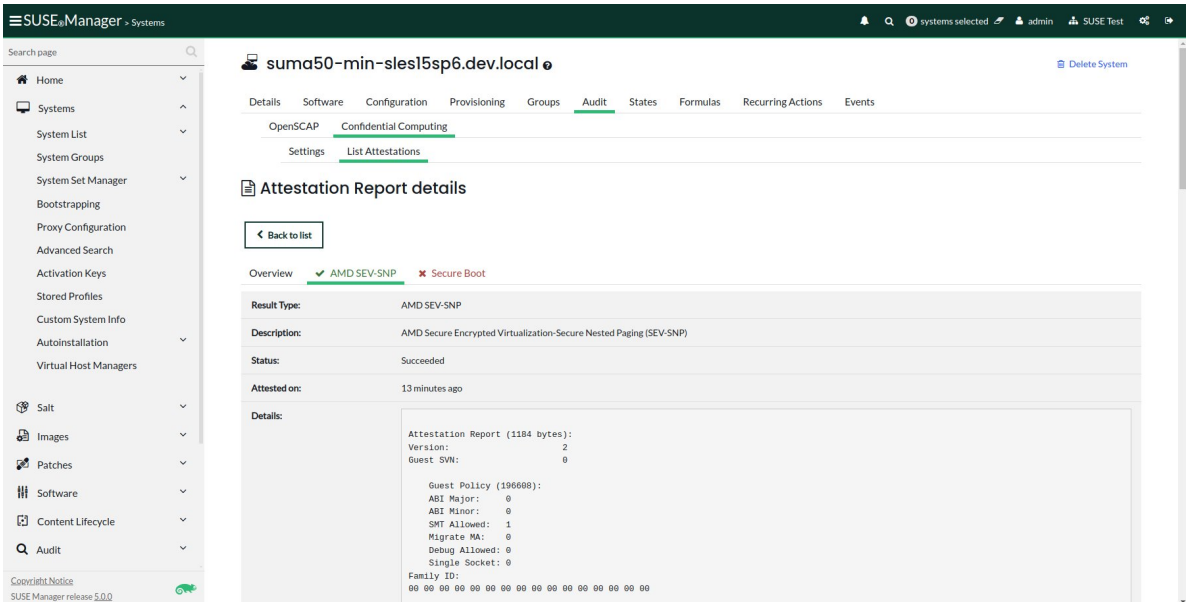 SUSE®Manager > Systems
0 systems selected admin SUSE Test
Search page
Home
Systems
System List
System Groups
System Set Manager
Bootstrapping
Proxy Configuration
Advanced Search
Activation Keys
Stored Profiles
Custom System Info
Autoinstallation
Virtual Host Managers
Salt
Images
Patches
Software
Content Lifecycle
Audit
Copyright Notice
SUSE Manager release 5.0.0
suma50-min-sles15sp6.dev.local
Delete System
Details Software Configuration Provisioning Groups Audit States Formulas Recurring Actions Events
OpenSCAP Confidential Computing
Settings List Attestations
Attestation Report details
Back to list
Overview AMD SEV-SNP Secure Boot
Result Type: AMD SEV-SNP
Description: AMD Secure Encrypted Virtualization-Secure Nested Paging (SEV-SNP)
Status: Succeeded
Attested on: 13 minutes ago
Details:
Attestation Report (1184 bytes):
Version: 2
Guest SVN: 0
Guest Policy (196608):
ABI Major: 0
ABI Minor: 0
SMT Allowed: 1
Migrate MA: 0
Debug Allowed: 0
Single Socket: 0
Family ID:
00 00 00 00 00 00 00 00 00 00 00 00 00 00 00 00